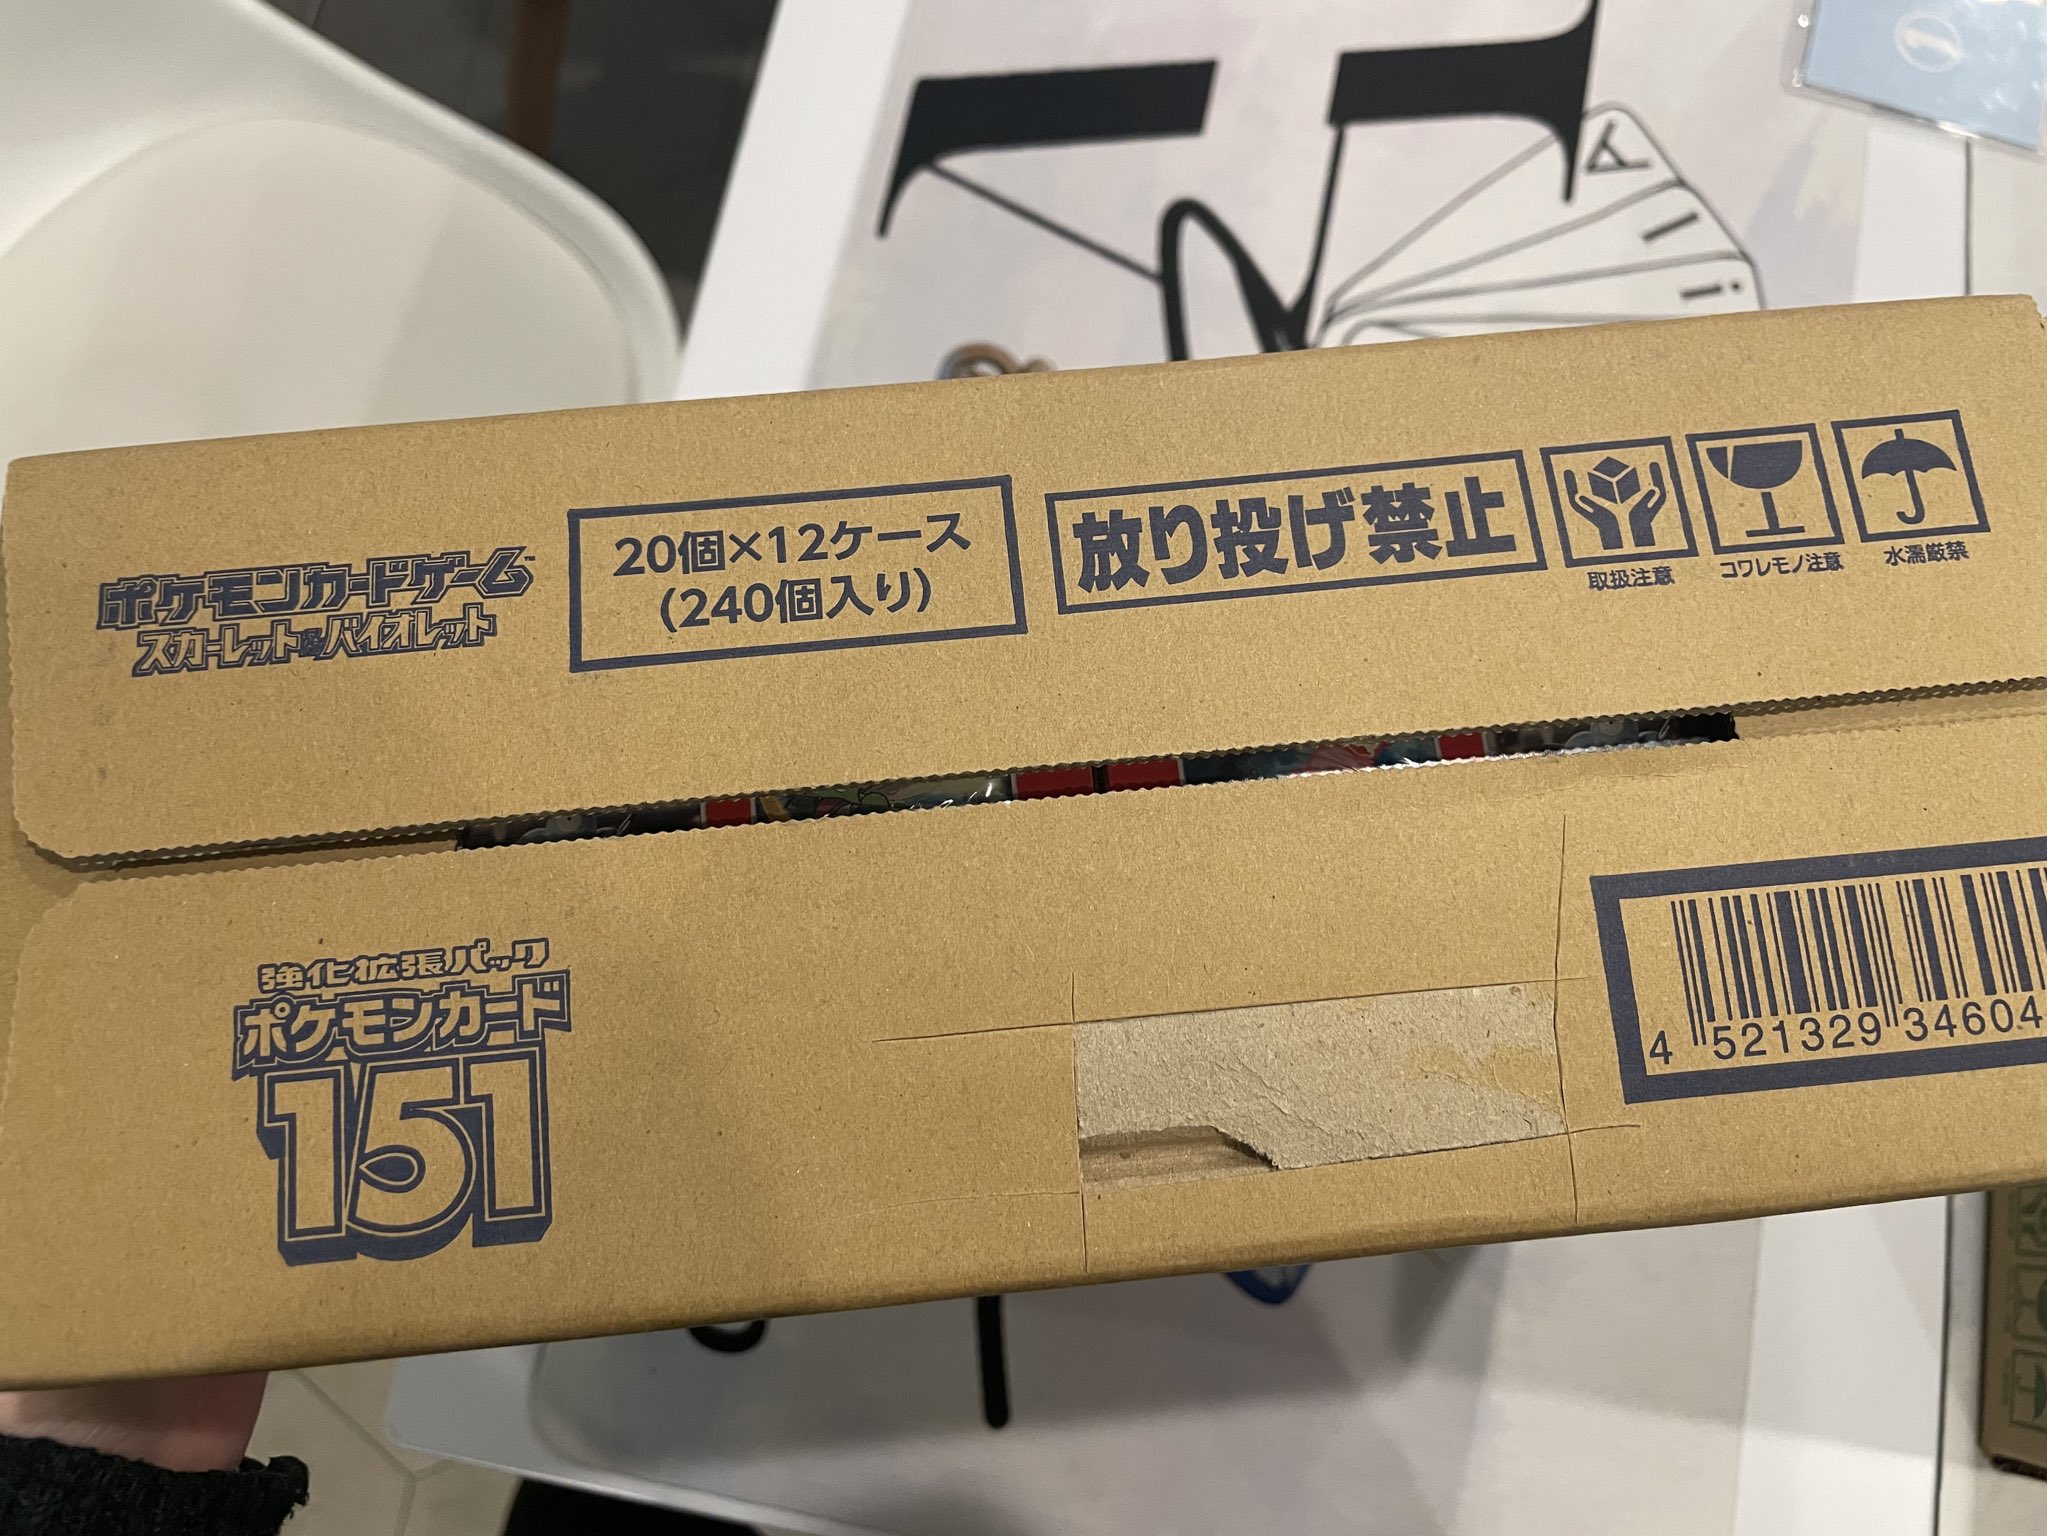 ①
A
ポケモンカードゲーム™
スカーレット&バイオレット
20個×12ケース
(240個入り)
放り投げ禁止
取扱注意
コワレモノ注意
水濡厳禁
強化拡張パック
ポケモンカード
151
4 521329 34604